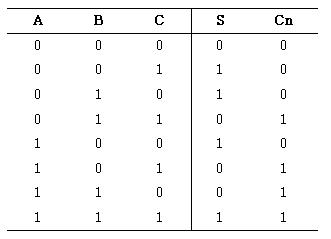 A B C S Cn
0 0 0 0 0
0 0 1 1 0
0 1 0 1 0
0 1 1 0 1
1 0 0 1 0
1 0 1 0 1
1 1 0 0 1
1 1 1 1 1